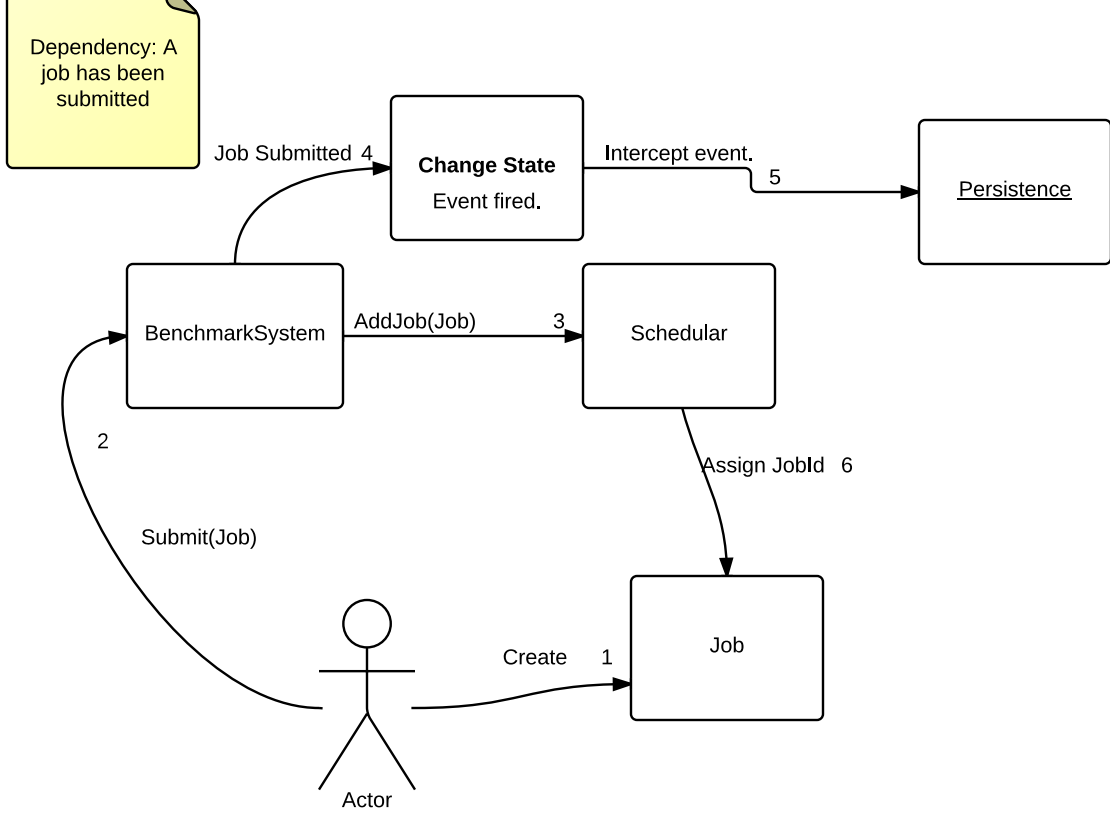 Dependency: A
job has been
submitted
Job Submitted 4
Change State
Event fired.
Intercept event.
5
Persistence
BenchmarkSystem
AddJob(Job) 3
Schedular
2
Assign JobId 6
Submit(Job)
Create 1
Job
Actor